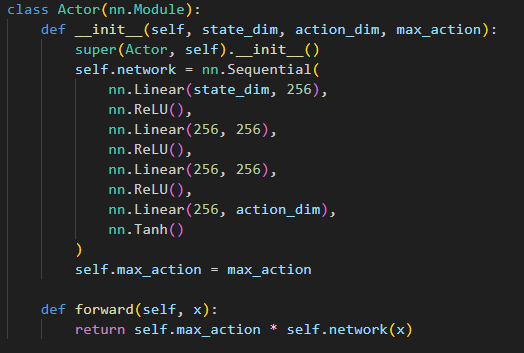 class Actor(nn.Module):
    def __init__(self, state_dim, action_dim, max_action):
        super(Actor, self).__init__()
        self.network = nn.Sequential(
            nn.Linear(state_dim, 256),
            nn.ReLU(),
            nn.Linear(256, 256),
            nn.ReLU(),
            nn.Linear(256, 256),
            nn.ReLU(),
            nn.Linear(256, action_dim),
            nn.Tanh()
        )
        self.max_action = max_action
    def forward(self, x):
        return self.max_action * self.network(x)